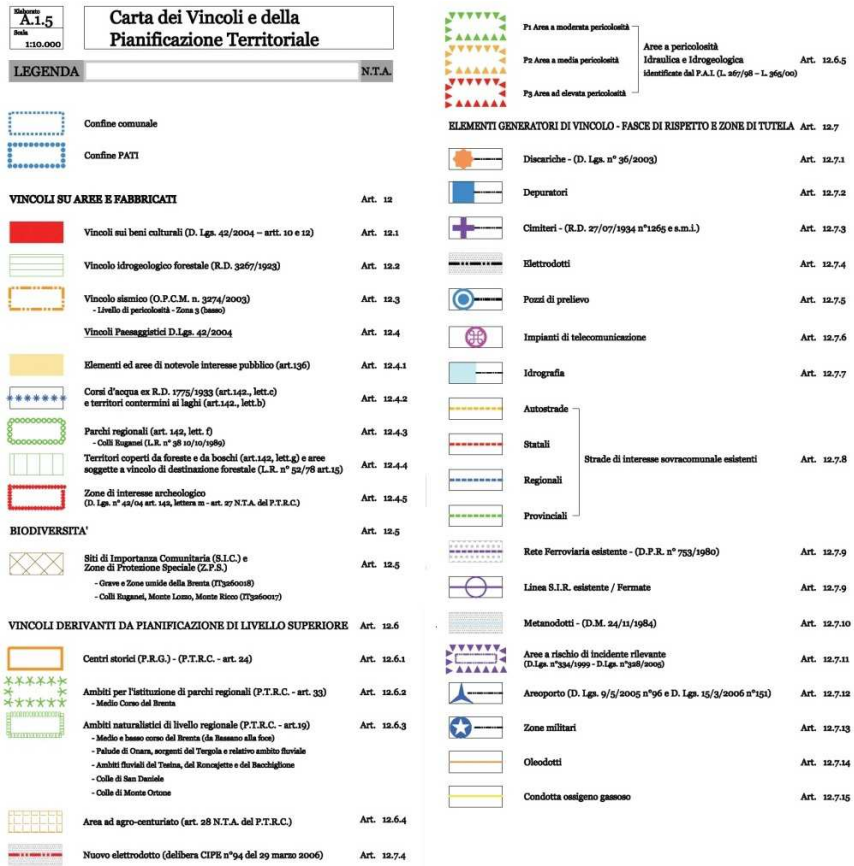 Elaborato
A.1.5
Scala
1:10.000
Carta dei Vincoli e della
Pianificazione Territoriale
LEGENDA
N.T.A.
Confine comunale
Confine PATI
VINCOLI SU AREE E FABBRICATI Art. 12
Vincoli sui beni culturali (D. Lgs. 42/2004 – artt. 10 e 12) Art. 12.1
Vincolo idrogeologico forestale (R.D. 3267/1923) Art. 12.2
Vincolo sismico (O.P.C.M. n. 3274/2003) Art. 12.3
- Livello di pericolosità - Zona 3 (basso)
Vincoli Paesaggistici D.Lgs. 42/2004 Art. 12.4
Elementi ed aree di notevole interesse pubblico (art.136) Art. 12.4.1
Corsi d'acqua ex R.D. 1775/1933 (art.142., lett.c)
e territori contermini ai laghi (art.142., lett.b) Art. 12.4.2
Parchi regionali (art. 142, lett. f) Art. 12.4.3
- Colli Euganei (L.R. n° 38 10/10/1989)
Territori coperti da foreste e da boschi (art.142, lett.g) e aree
soggette a vincolo di destinazione forestale (L.R. n° 52/78 art.15) Art. 12.4.4
Zone di interesse archeologico
(D. Lgs. n° 42/04 art. 142, lettera m - art. 27 N.T.A. del P.T.R.C.) Art. 12.4.5
BIODIVERSITA' Art. 12.5
Siti di Importanza Comunitaria (S.I.C.) e
Zone di Protezione Speciale (Z.P.S.) Art. 12.5
- Grave e Zone umide della Brenta (IT3260018)
- Colli Euganei, Monte Lozzo, Monte Ricco (IT3260017)
VINCOLI DERIVANTI DA PIANIFICAZIONE DI LIVELLO SUPERIORE Art. 12.6
Centri storici (P.R.G.) - (P.T.R.C. - art. 24) Art. 12.6.1
Ambiti per l'istituzione di parchi regionali (P.T.R.C. - art. 33) Art. 12.6.2
- Medio Corso del Brenta
Ambiti naturalistici di livello regionale (P.T.R.C. - art.19) Art. 12.6.3
- Medio e basso corso del Brenta (da Bassano alla foce)
- Palude di Onara, sorgenti del Tergola e relativo ambito fluviale
- Ambiti fluviali del Tesina, del Roncajette e del Bacchiglione
- Colle di San Daniele
- Colle di Monte Ortone
Area ad agro-centuriato (art. 28 N.T.A. del P.T.R.C.) Art. 12.6.4
Nuovo elettrodotto (delibera CIPE n°94 del 29 marzo 2006) Art. 12.7.4
P1 Area a moderata pericolosità
P2 Area a media pericolosità
P3 Area ad elevata pericolosità
Aree a pericolosità
Idraulica e Idrogeologica Art. 12.6.5
identificate dal P.A.I. (L. 267/98 – L. 365/00)
ELEMENTI GENERATORI DI VINCOLO - FASCE DI RISPETTO E ZONE DI TUTELA Art. 12.7
Discariche - (D. Lgs. n° 36/2003) Art. 12.7.1
Depuratori Art. 12.7.2
Cimiteri - (R.D. 27/07/1934 n°1265 e s.m.i.) Art. 12.7.3
Elettrodotti Art. 12.7.4
Pozzi di prelievo Art. 12.7.5
Impianti di telecomunicazione Art. 12.7.6
Idrografia Art. 12.7.7
Autostrade
Statali
Regionali
Provinciali
Strade di interesse sovracomunale esistenti Art. 12.7.8
Rete Ferroviaria esistente - (D.P.R. n° 753/1980) Art. 12.7.9
Linea S.I.R. esistente / Fermate Art. 12.7.9
Metanodotti - (D.M. 24/11/1984) Art. 12.7.10
Aree a rischio di incidente rilevante Art. 12.7.11
(D.Lgs. n°334/1999 - D.Lgs. n°328/2005)
Areoporto (D. Lgs. 9/5/2005 n°96 e D. Lgs. 15/3/2006 n°151) Art. 12.7.12
Zone militari Art. 12.7.13
Oleodotti Art. 12.7.14
Condotta ossigeno gassoso Art. 12.7.15